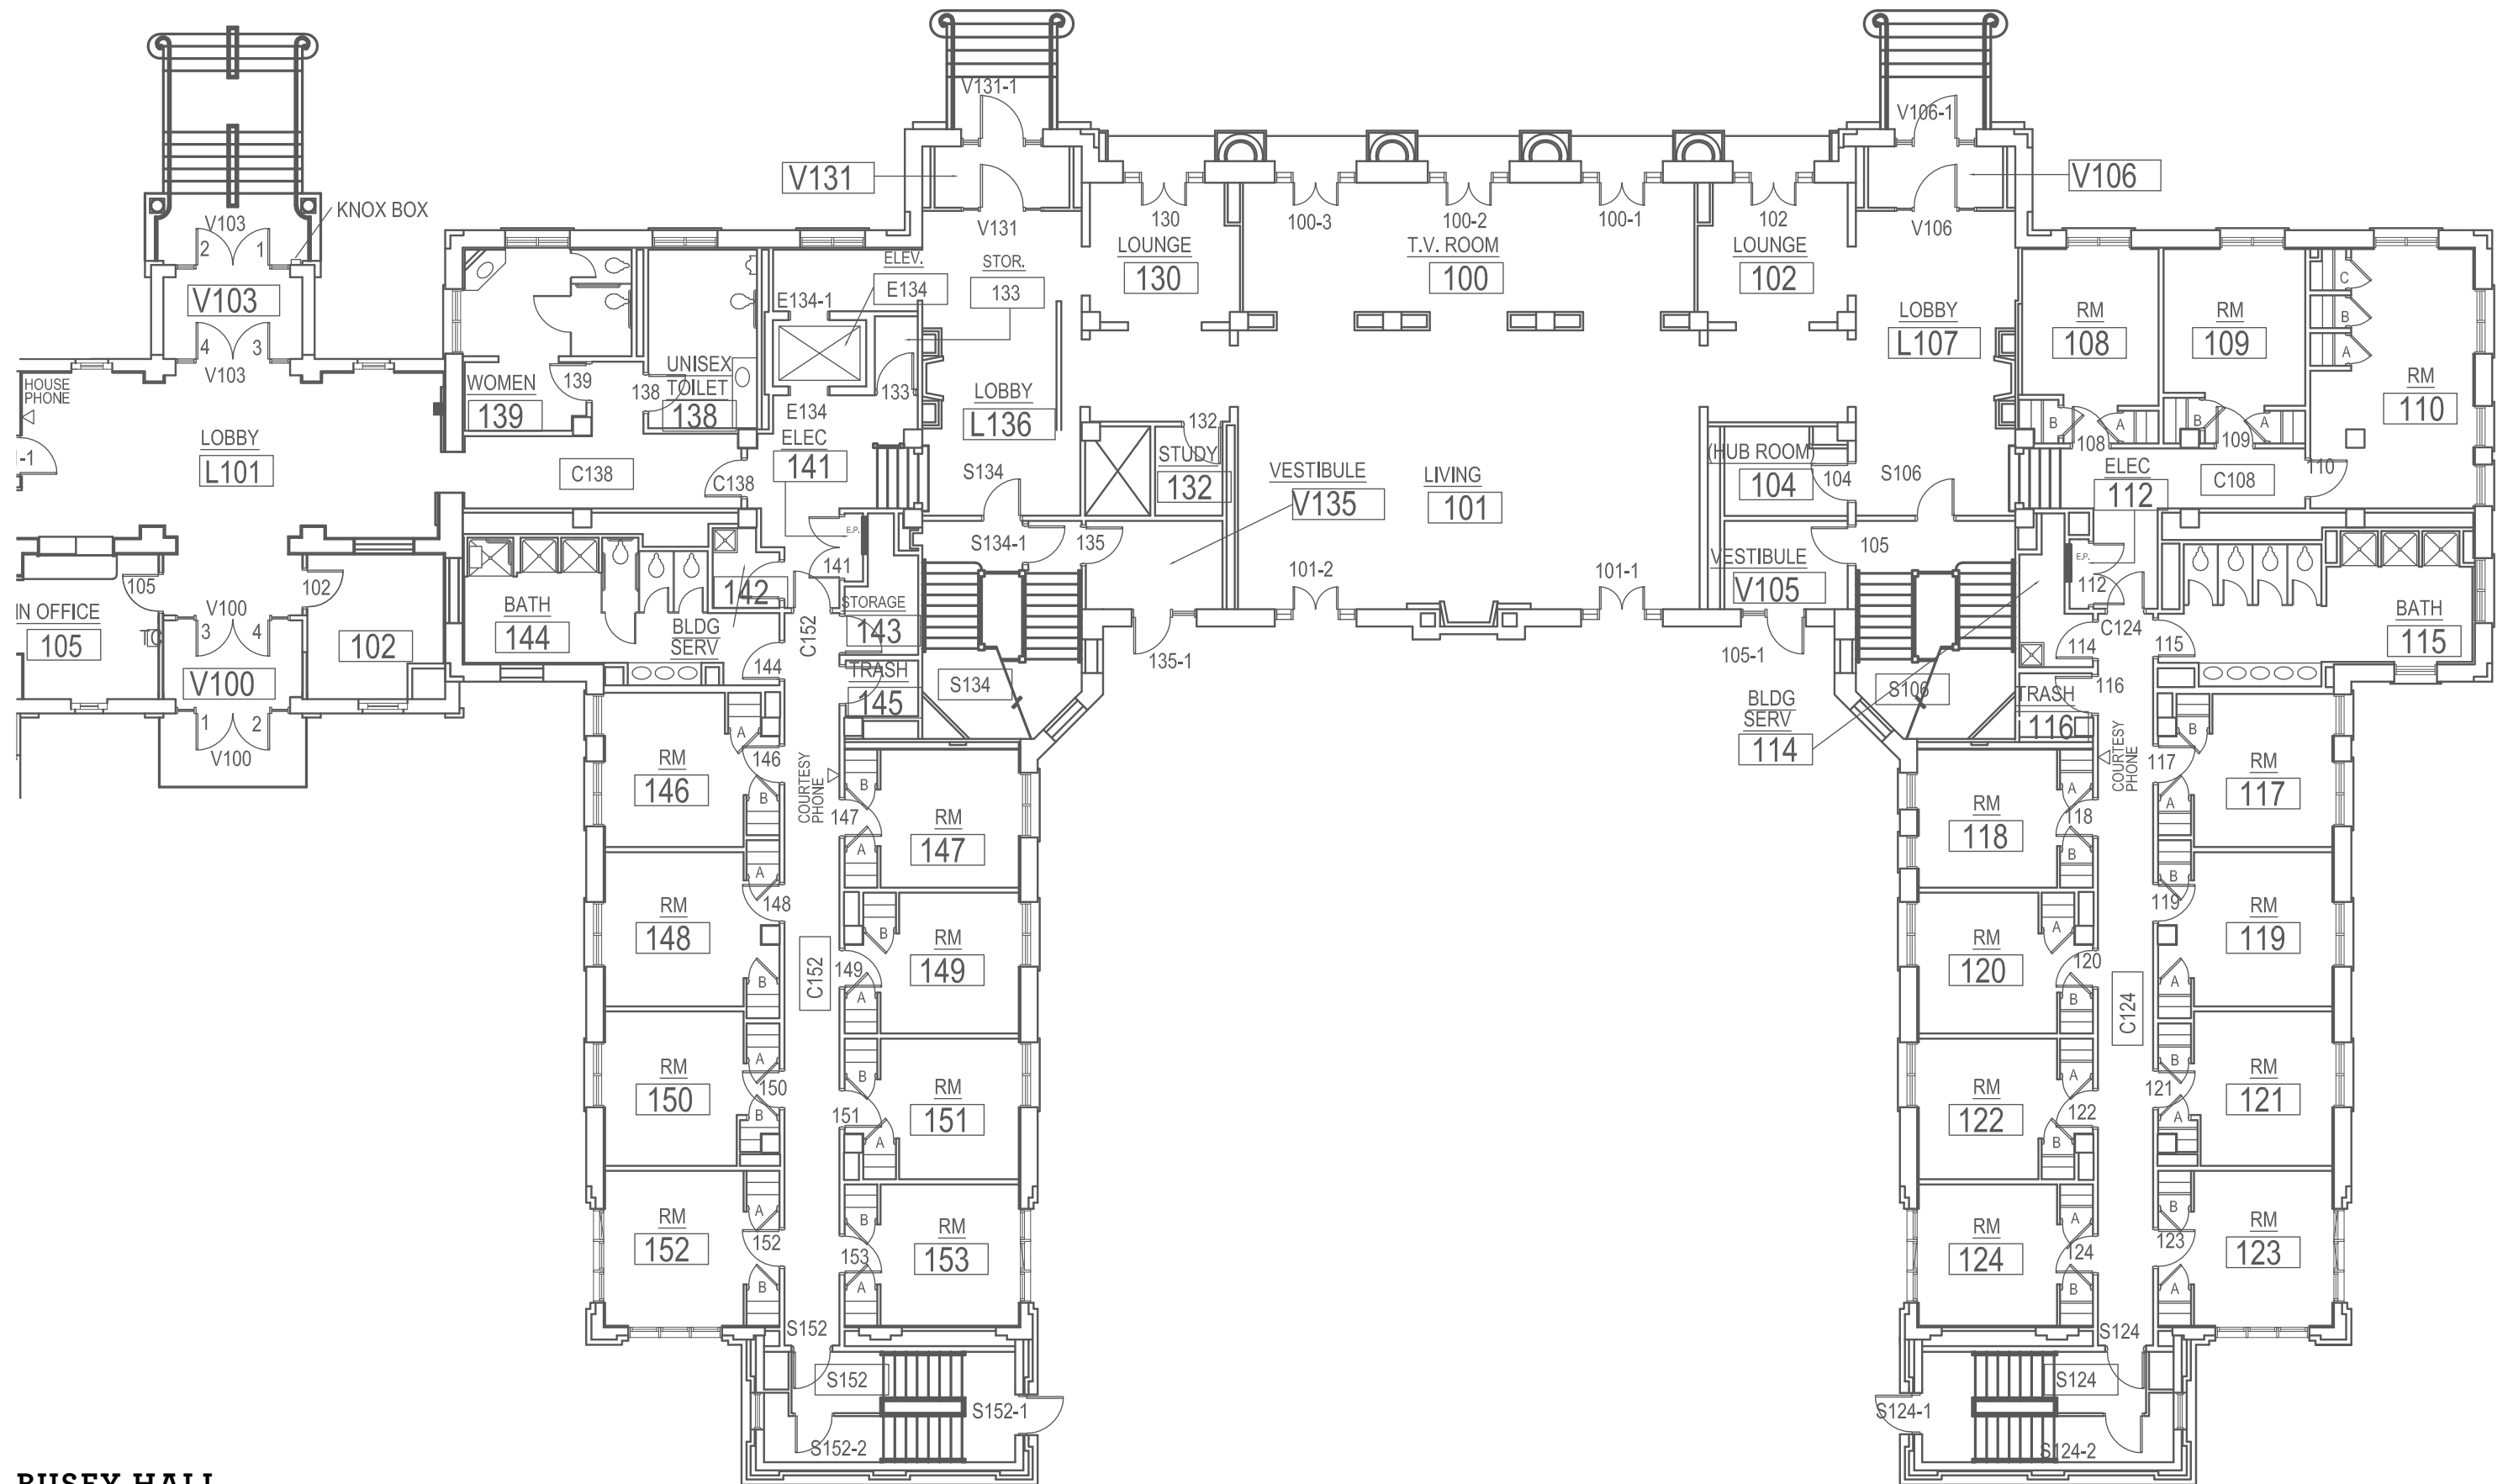 V131-1
V106-1
V131
V106
KNOX BOX
V103
2
1
130
100-3
100-2
100-1
102
V131
V106
LOUNGE
130
T.V. ROOM
100
LOUNGE
102
ELEV.
E134
STOR.
133
V103
E134-1
4
3
V103
HOUSE
PHONE
WOMEN
139
139
138
UNISEX
TOILET
138
133
E134
LOBBY
L136
LOBBY
L107
RM
108
RM
109
C
B
A
RM
110
B
108
A
B
109
A
110
LOBBY
L101
-1
C138
C138
ELEC
141
S134
132
STUDY
132
VESTIBULE
V135
LIVING
101
(HUB ROOM)
104
104
S106
ELEC
112
C108
E.P.
141
S134-1
135
101-2
101-1
105
VESTIBULE
V105
E.P.
112
105
IN OFFICE
105
V100
3
4
102
102
V100
1
2
V100
BATH
144
142
BLDG
SERV
144
C152
STORAGE
143
TRASH
145
S134
135-1
105-1
BLDG
SERV
114
S106
TRASH
116
114
C124
115
116
BATH
115
A
146
RM
146
B
COURTESY
PHONE
B
147
RM
147
A
RM
118
A
118
B
COURTESY
PHONE
B
117
RM
117
A
RM
148
A
148
B
C152
B
149
RM
149
A
RM
120
A
120
B
C124
B
119
RM
119
A
RM
150
A
150
B
B
151
RM
151
A
RM
122
A
122
B
B
121
RM
121
A
RM
152
A
152
B
B
153
RM
153
A
RM
124
A
124
B
B
123
RM
123
A
S152
S152
S152-1
S152-2
S124
S124
S124-1
S124-2
BUSEY HALL